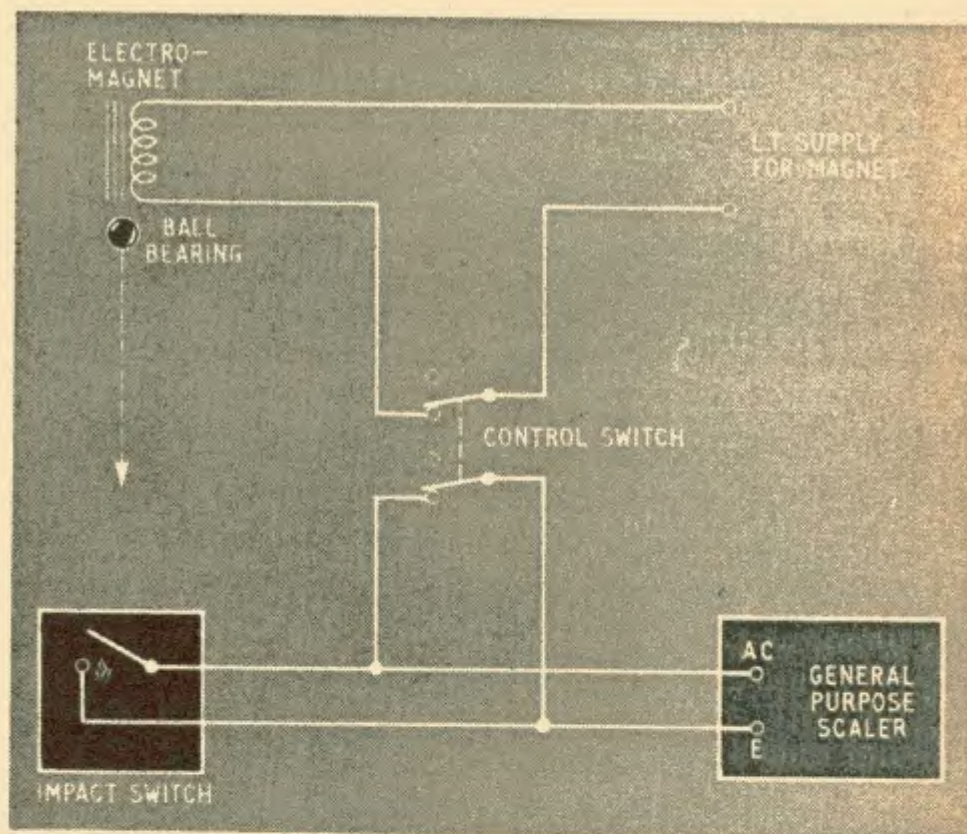 ELECTRO-
MAGNET
L.T. SUPPLY
FOR MAGNET
BALL
BEARING
CONTROL SWITCH
AC
GENERAL
PURPOSE
SCALER
E
IMPACT SWITCH